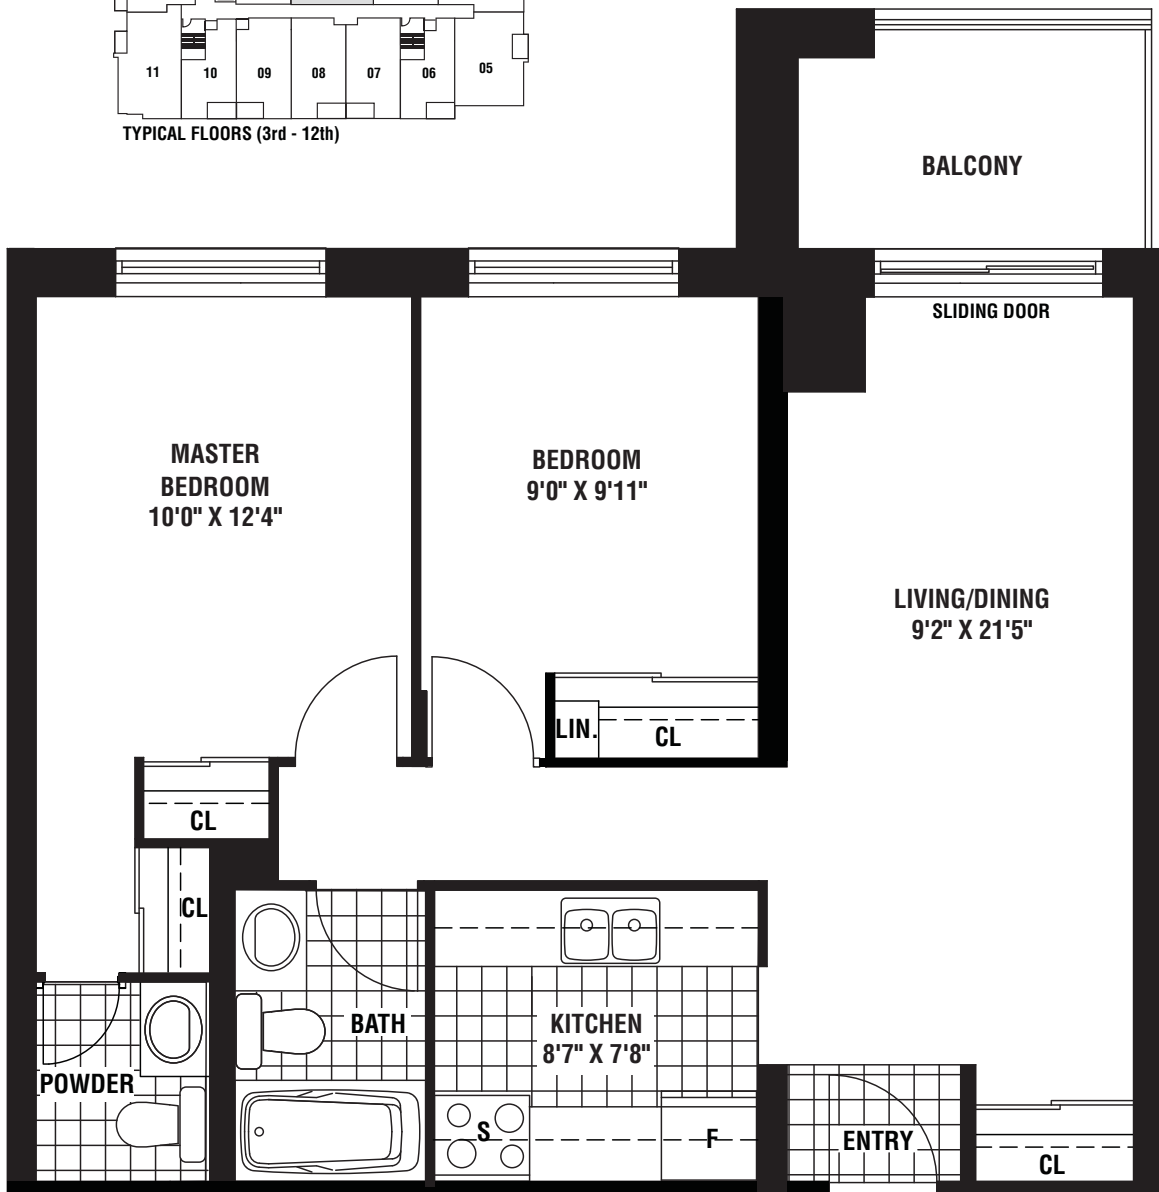 11
10
09
08
07
06
05
TYPICAL FLOORS (3rd - 12th)
BALCONY
SLIDING DOOR
MASTER
BEDROOM
10'0" X 12'4"
BEDROOM
9'0" X 9'11"
LIVING/DINING
9'2" X 21'5"
LIN.
CL
CL
CL
BATH
KITCHEN
8'7" X 7'8"
POWDER
S
F
ENTRY
CL